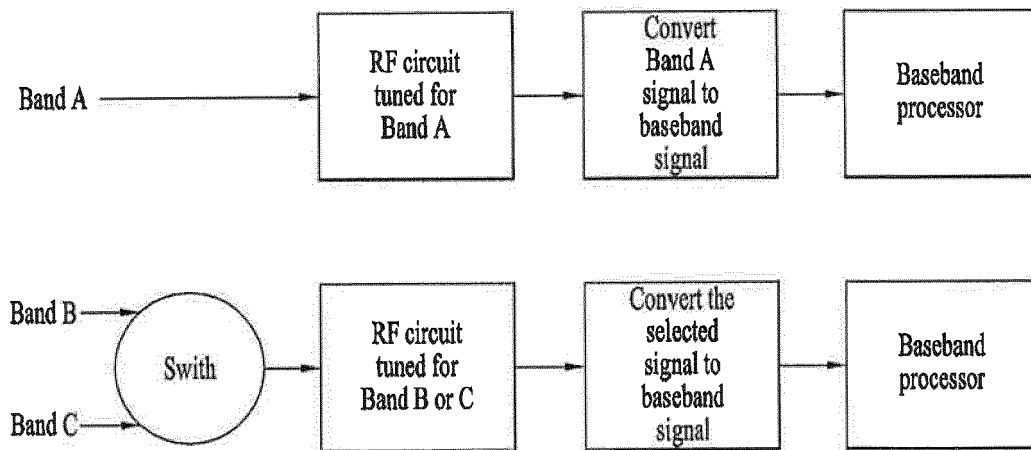 Band A
RF circuit
tuned for
Band A
Convert
Band A
signal to
baseband
signal
Baseband
processor
Band B
Band C
Swith
RF circuit
tuned for
Band B or C
Convert the
selected
signal to
baseband
signal
Baseband
processor